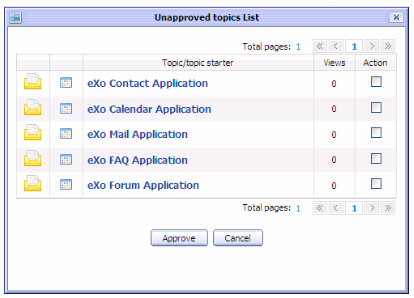 Unapproved topics List
Total pages: 1 « < 1 > »
Topic/topic starter Views Action
eXo Contact Application 0
eXo Calendar Application 0
eXo Mail Application 0
eXo FAQ Application 0
eXo Forum Application 0
Total pages: 1 « < 1 > »
Approve Cancel